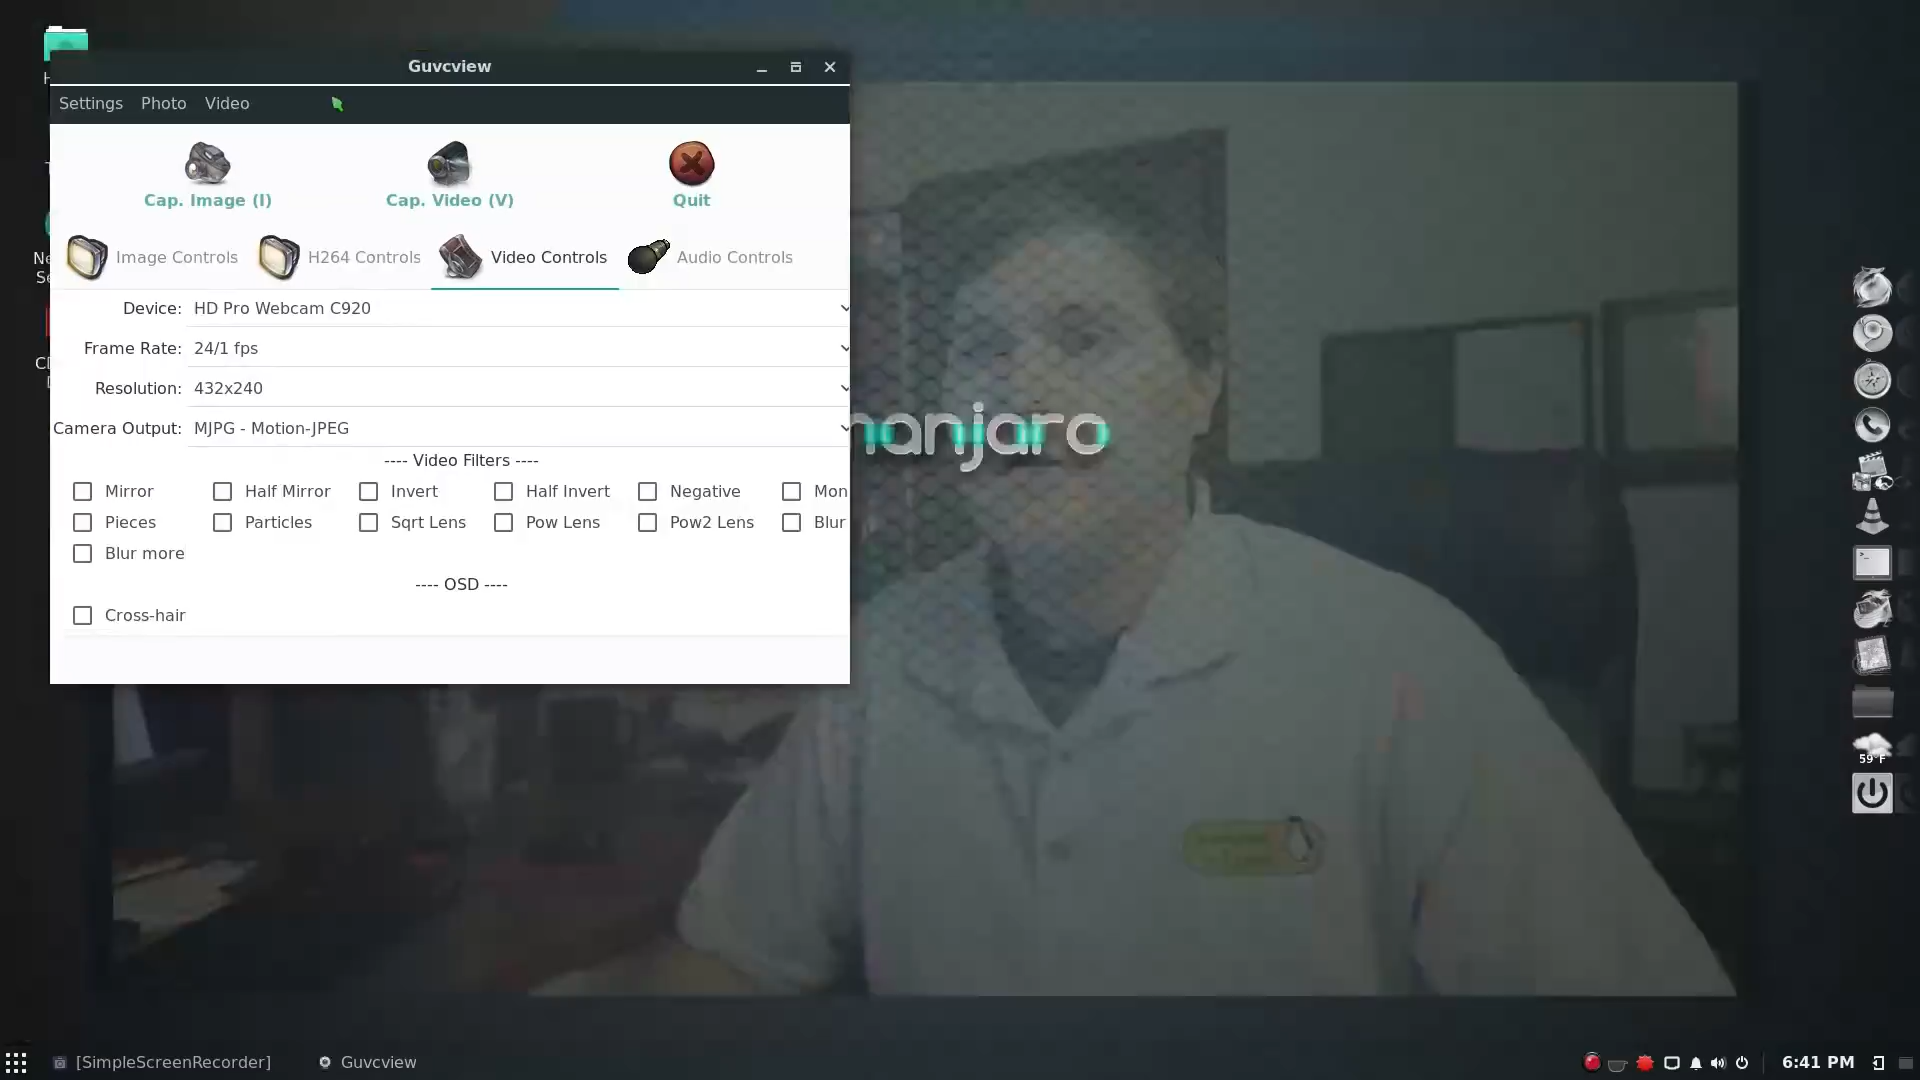 Guvcview
Settings Photo Video
Cap. Image (I) Cap. Video (V) Quit
Image Controls H264 Controls Video Controls Audio Controls
Device: HD Pro Webcam C920
Frame Rate: 24/1 fps
Resolution: 432x240
Camera Output: MJPG - Motion-JPEG
---- Video Filters ----
Mirror Half Mirror Invert Half Invert Negative Mon
Pieces Particles Sqrt Lens Pow Lens Pow2 Lens Blur
Blur more
---- OSD ----
Cross-hair
manjaro
59°F
[SimpleScreenRecorder] Guvcview 6:41 PM